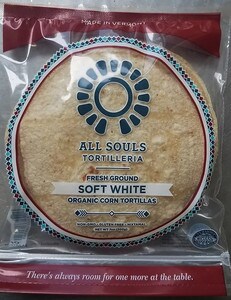 MADE IN VERMONT
ALL SOULS
TORTILLERIA
FRESH GROUND
SOFT WHITE
ORGANIC CORN TORTILLAS
There's always room for one more at the table.